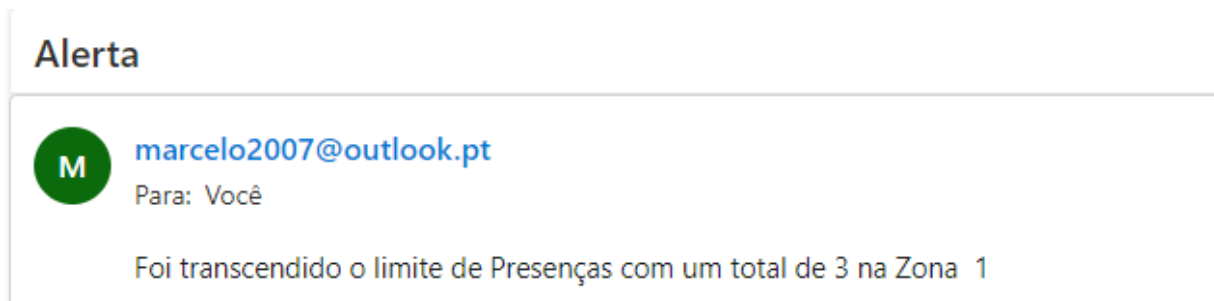 Alerta
M
marcelo2007@outlook.pt
Para: Você
Foi transcendido o limite de Presenças com um total de 3 na Zona 1